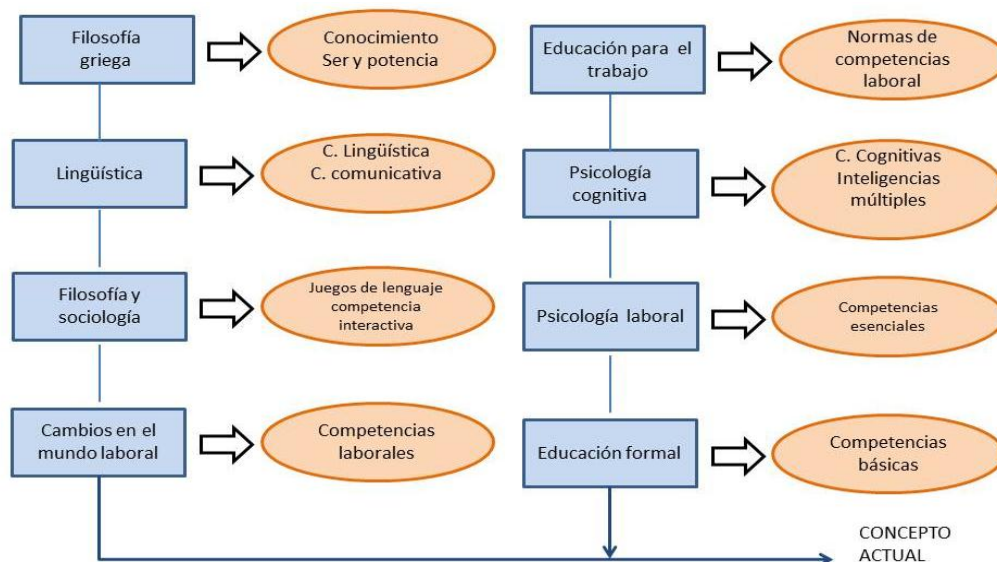 Filosofía
griega
Conocimiento
Ser y potencia
Lingüística
C. Lingüística
C. comunicativa
Filosofía y
sociología
Juegos de lenguaje
competencia
interactiva
Cambios en el
mundo laboral
Competencias
laborales
Educación para el
trabajo
Normas de
competencias
laboral
Psicología
cognitiva
C. Cognitivas
Inteligencias
múltiples
Psicología laboral
Competencias
esenciales
Educación formal
Competencias
básicas
CONCEPTO
ACTUAL